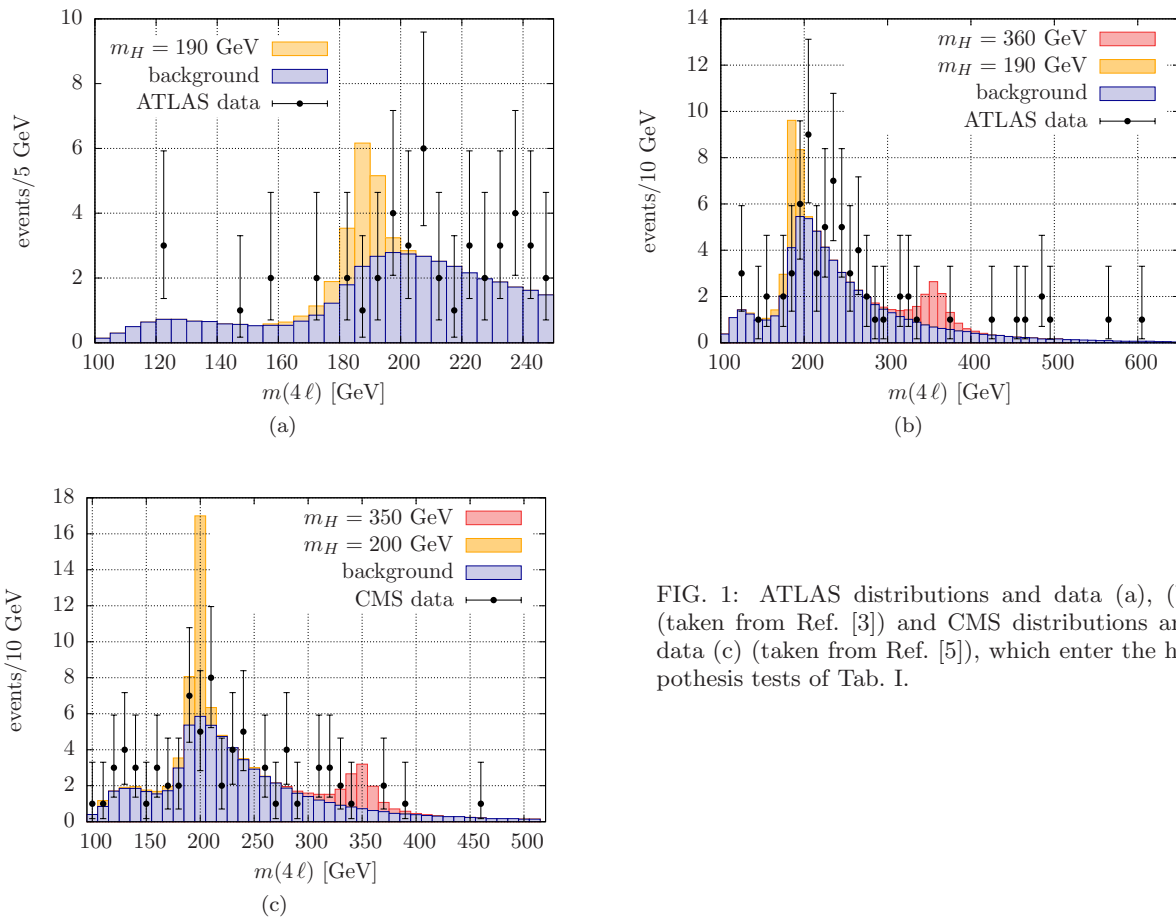 10
8
6
4
2
0
events/5 GeV
m_H = 190 GeV
background
ATLAS data
100 120 140 160 180 200 220 240
m(4 ℓ) [GeV]
(a)
14
12
10
8
6
4
2
0
events/10 GeV
m_H = 360 GeV
m_H = 190 GeV
background
ATLAS data
100 200 300 400 500 600
m(4 ℓ) [GeV]
(b)
18
16
14
12
10
8
6
4
2
0
events/10 GeV
m_H = 350 GeV
m_H = 200 GeV
background
CMS data
100 150 200 250 300 350 400 450 500
m(4 ℓ) [GeV]
(c)
FIG. 1: ATLAS distributions and data (a), (
(taken from Ref. [3]) and CMS distributions a
data (c) (taken from Ref. [5]), which enter the h
pothesis tests of Tab. I.